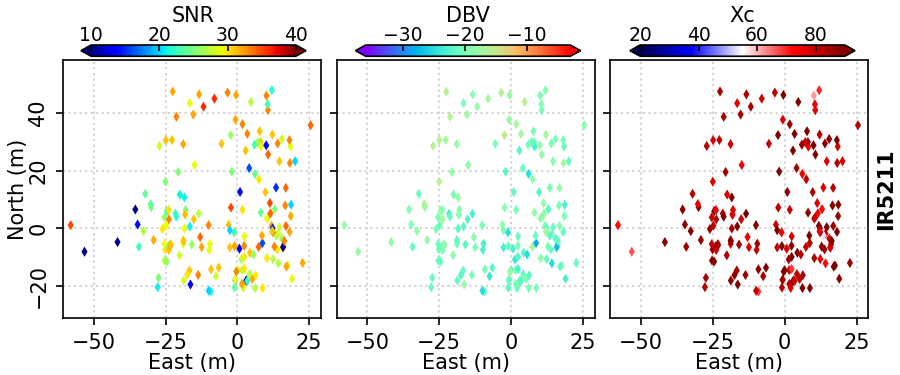 SNR DBV Xc
10 20 30 40 −30 −20 −10 20 40 60 80
40
20
0
−20
North (m)
IR5211
−50 −25 0 25 −50 −25 0 25 −50 −25 0 25
East (m) East (m) East (m)